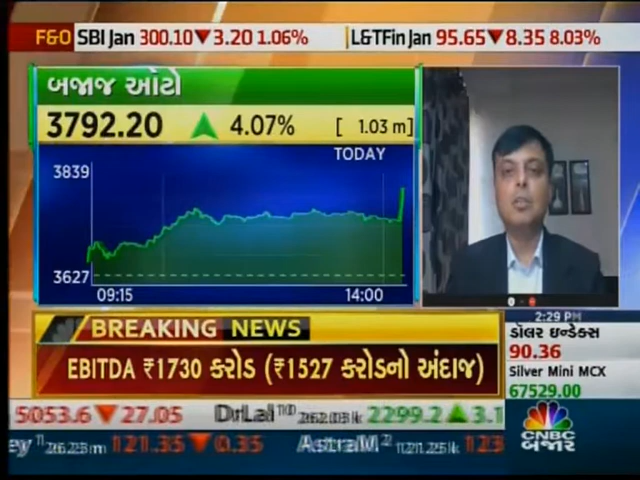 F&O SBI Jan 300.10▼3.20 1.06% L&TFin Jan 95.65▼8.35 8.03%
બજાજ ઑટો
3792.20 ▲ 4.07% [ 1.03 m]
TODAY
3839
3627
09:15 14:00
2:29 PM
BREAKING NEWS
EBITDA ₹1730 કરોડ (₹1527 કરોડનો અંદાજ)
ડૉલર ઇન્ડેક્સ
90.36
Silver Mini MCX
67529.00
5053.6▼27.05 DrLal 2299.2▲3.1
121.35▼0.35 AstraM 123
CNBC
બજાર